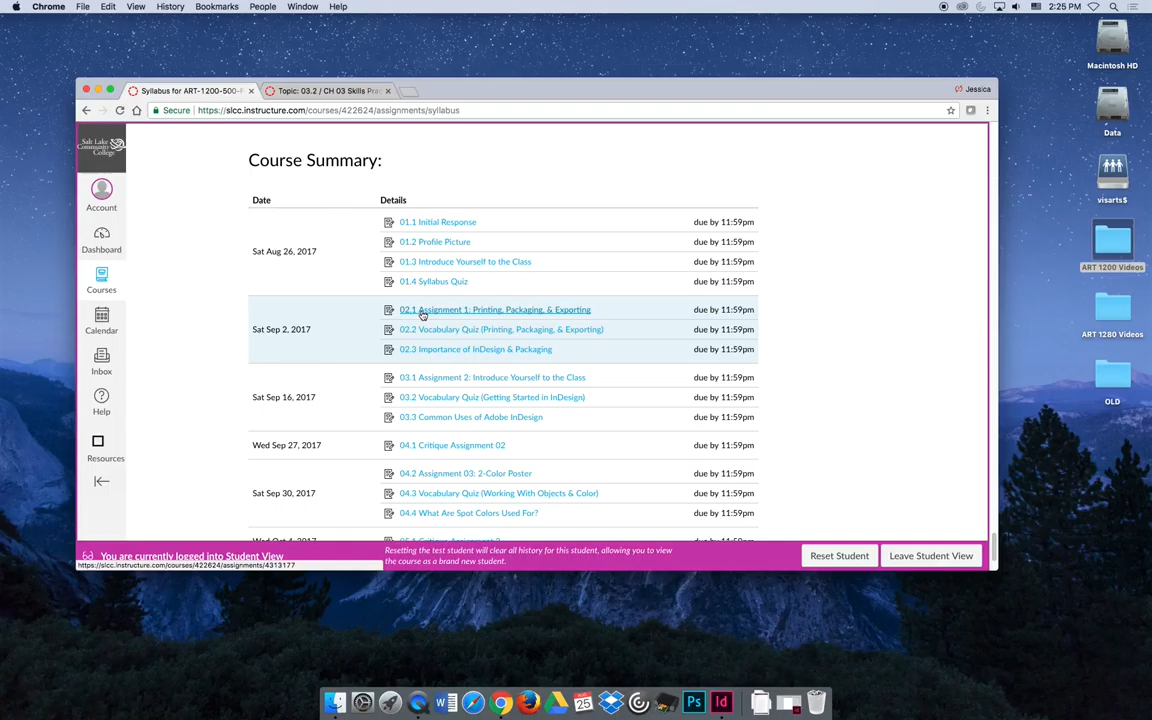 Chrome File Edit View History Bookmarks People Window Help 2:25 PM
Macintosh HD
Data
visarts$
ART 1200 Videos
ART 1280 Videos
OLD
Syllabus for ART-1200-500- Topic: 03.2 / CH 03 Skills Prac Jessica
Secure https://slcc.instructure.com/courses/422624/assignments/syllabus
Salt Lake
Community
College
Account
Dashboard
Courses
Calendar
Inbox
Help
Resources
Course Summary:
Date Details
Sat Aug 26, 2017
01.1 Initial Response due by 11:59pm
01.2 Profile Picture due by 11:59pm
01.3 Introduce Yourself to the Class due by 11:59pm
01.4 Syllabus Quiz due by 11:59pm
Sat Sep 2, 2017
02.1 Assignment 1: Printing, Packaging, & Exporting due by 11:59pm
02.2 Vocabulary Quiz (Printing, Packaging, & Exporting) due by 11:59pm
02.3 Importance of InDesign & Packaging due by 11:59pm
Sat Sep 16, 2017
03.1 Assignment 2: Introduce Yourself to the Class due by 11:59pm
03.2 Vocabulary Quiz (Getting Started in InDesign) due by 11:59pm
03.3 Common Uses of Adobe InDesign due by 11:59pm
Wed Sep 27, 2017 04.1 Critique Assignment 02 due by 11:59pm
Sat Sep 30, 2017
04.2 Assignment 03: 2-Color Poster due by 11:59pm
04.3 Vocabulary Quiz (Working With Objects & Color) due by 11:59pm
04.4 What Are Spot Colors Used For? due by 11:59pm
You are currently logged into Student View
Resetting the test student will clear all history for this student, allowing you to view
the course as a brand new student.
Reset Student Leave Student View
https://slcc.instructure.com/courses/422624/assignments/4313177
W 25 Ps Id